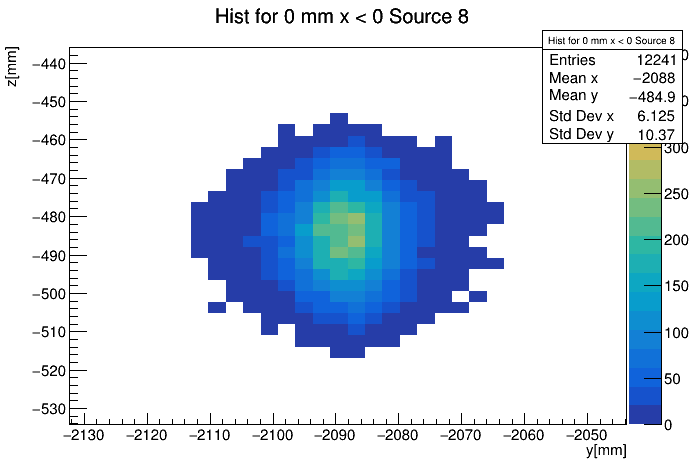 Hist for 0 mm x < 0 Source 8
Hist for 0 mm x < 0 Source 8
Entries 12241
Mean x −2088
Mean y −484.9
Std Dev x 6.125
Std Dev y 10.37
z[mm]
−440
−450
−460
−470
−480
−490
−500
−510
−520
−530
300
250
200
150
100
50
0
−2130 −2120 −2110 −2100 −2090 −2080 −2070 −2060 −2050
y[mm]